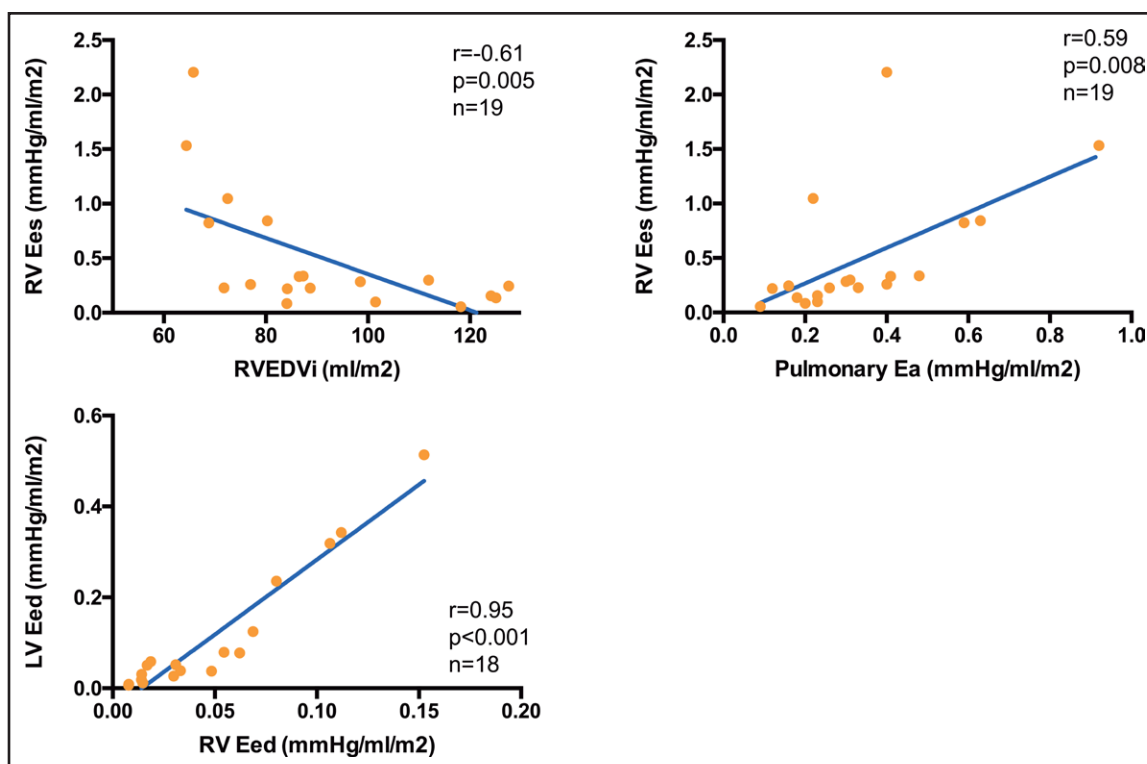 2.5
2.0
1.5
1.0
0.5
0.0
RV Ees (mmHg/ml/m2)
r=-0.61
p=0.005
n=19
60
80
100
120
RVEDVi (ml/m2)
2.5
2.0
1.5
1.0
0.5
0.0
RV Ees (mmHg/ml/m2)
r=0.59
p=0.008
n=19
0.0
0.2
0.4
0.6
0.8
1.0
Pulmonary Ea (mmHg/ml/m2)
0.6
0.4
0.2
0.0
LV Eed (mmHg/ml/m2)
r=0.95
p<0.001
n=18
0.00
0.05
0.10
0.15
0.20
RV Eed (mmHg/ml/m2)